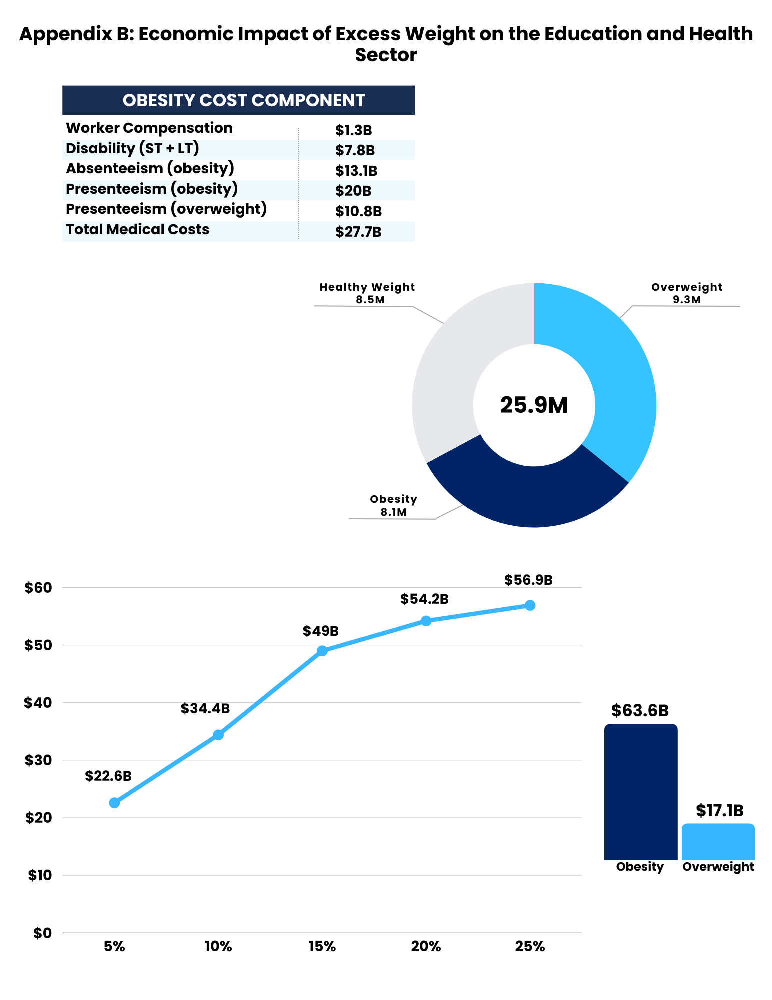 Appendix B: Economic Impact of Excess Weight on the Education and Health
Sector
OBESITY COST COMPONENT
Worker Compensation $1.3B
Disability (ST + LT) $7.8B
Absenteeism (obesity) $13.1B
Presenteeism (obesity) $20B
Presenteeism (overweight) $10.8B
Total Medical Costs $27.7B
Healthy Weight
8.5M
Overweight
9.3M
25.9M
Obesity
8.1M
$60
$50
$40
$30
$20
$10
$0
$22.6B
$34.4B
$49B
$54.2B
$56.9B
5% 10% 15% 20% 25%
$63.6B
$17.1B
Obesity Overweight